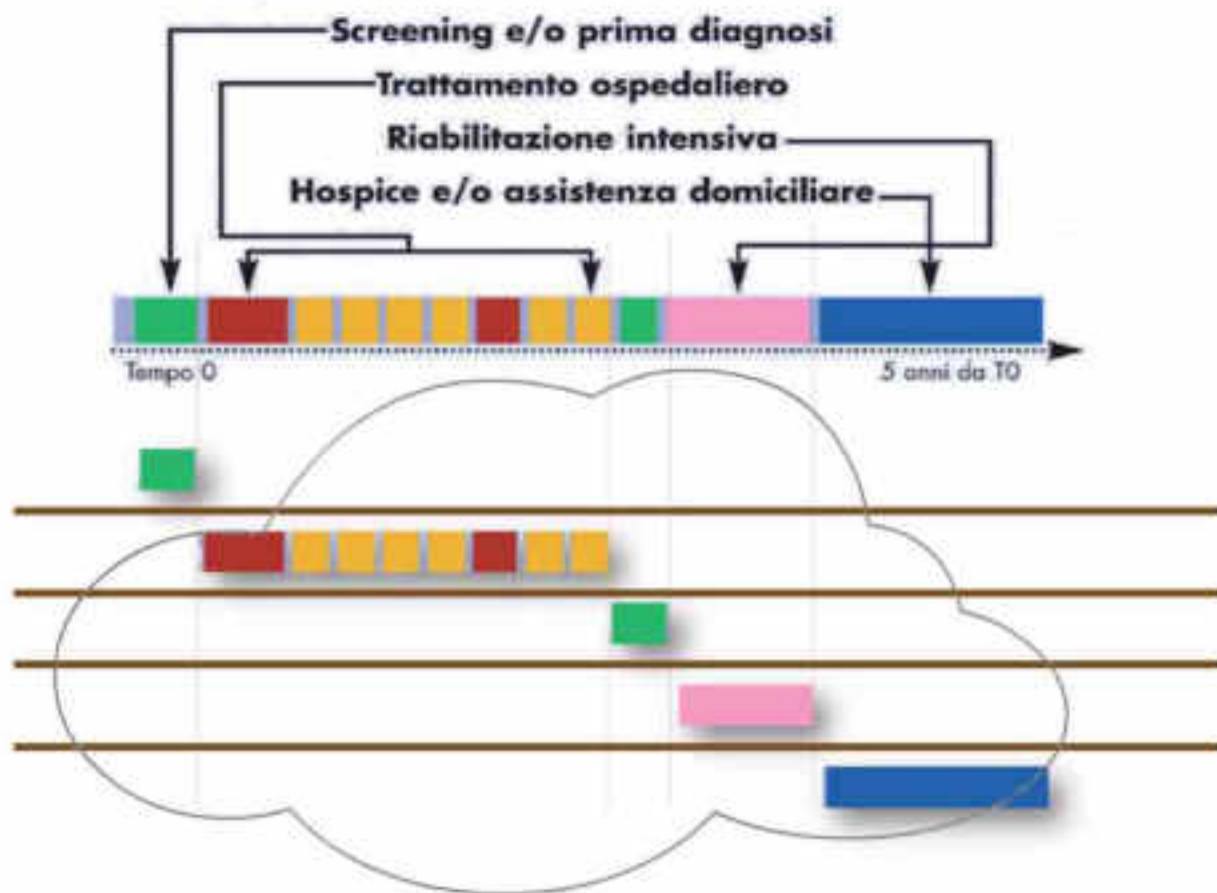 Screening e/o prima diagnosi
Trattamento ospedaliero
Riabilitazione intensiva
Hospice e/o assistenza domiciliare
Tempo 0
5 anni da T0